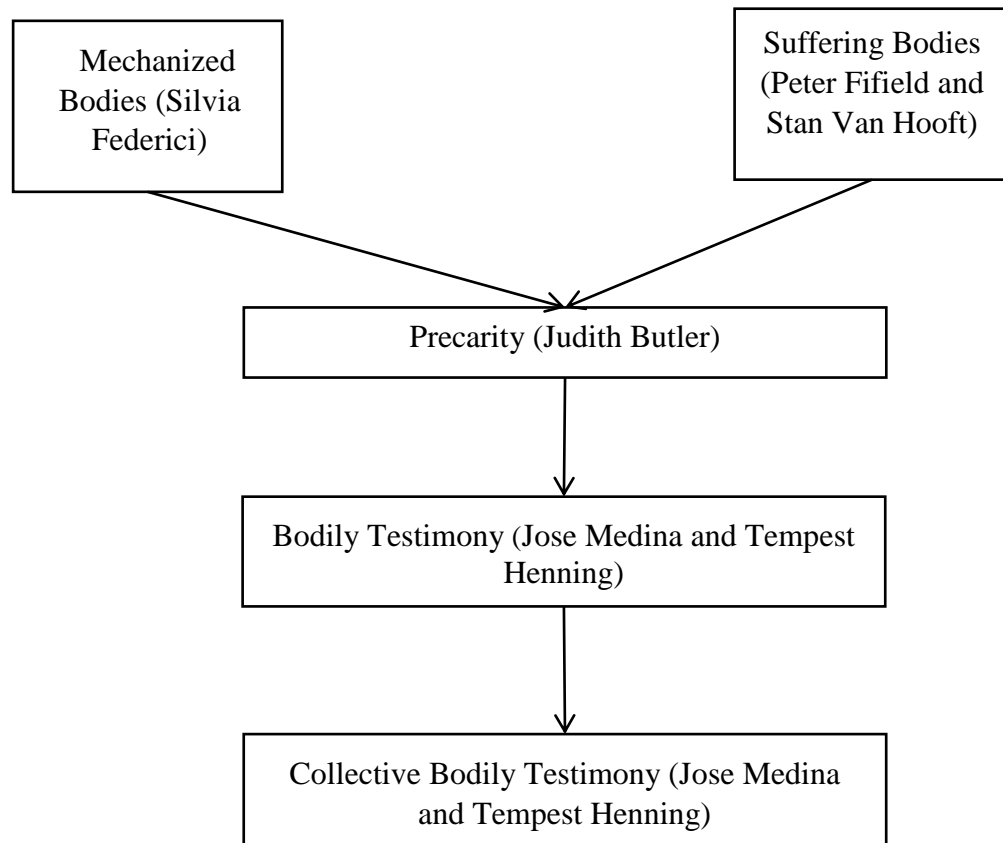 Mechanized
Bodies (Silvia
Federici)
Suffering Bodies
(Peter Fifield and
Stan Van Hooft)
Precarity (Judith Butler)
Bodily Testimony (Jose Medina and Tempest
Henning)
Collective Bodily Testimony (Jose Medina
and Tempest Henning)